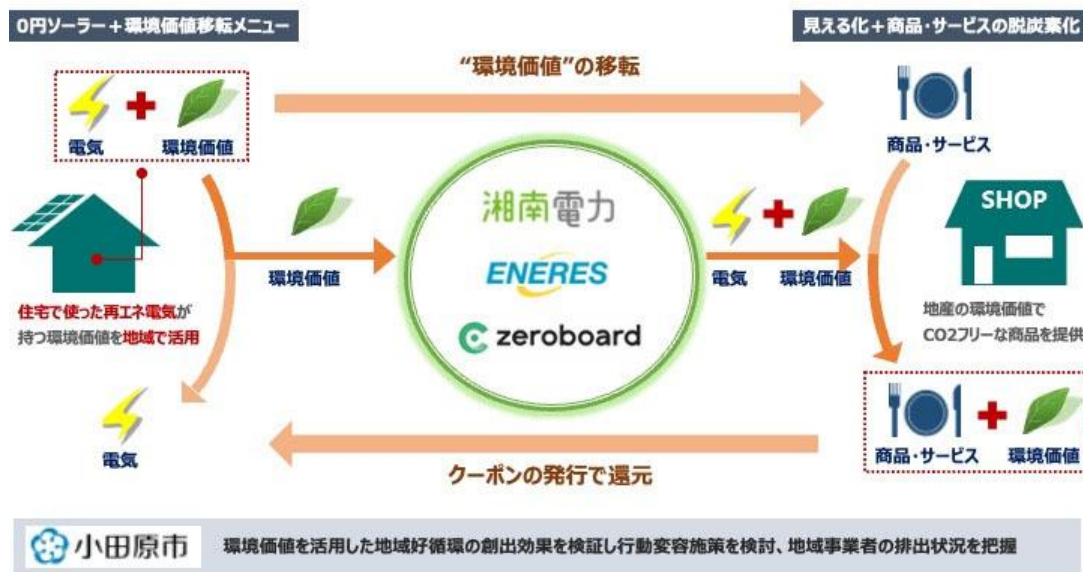 0円ソーラー＋環境価値移転メニュー
見える化＋商品・サービスの脱炭素化
“環境価値”の移転
電気
環境価値
商品・サービス
湘南電力
SHOP
環境価値
ENERES
電気
環境価値
zeroboard
住宅で使った再エネ電気が
持つ環境価値を地域で活用
地産の環境価値で
CO2フリーな商品を提供
電気
商品・サービス
環境価値
クーポンの発行で還元
小田原市
環境価値を活用した地域好循環の創出効果を検証し行動変容施策を検討、地域事業者の排出状況を把握